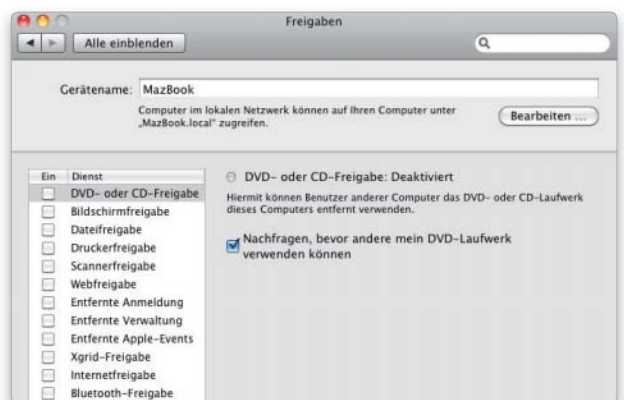 Freigaben
Alle einblenden
Gerätename: MazBook
Computer im lokalen Netzwerk können auf Ihren Computer unter
„MazBook.local“ zugreifen.
Bearbeiten ...
Ein Dienst
DVD- oder CD-Freigabe
Bildschirmfreigabe
Dateifreigabe
Druckerfreigabe
Scannerfreigabe
Webfreigabe
Entfernte Anmeldung
Entfernte Verwaltung
Entfernte Apple-Events
Xgrid-Freigabe
Internetfreigabe
Bluetooth-Freigabe
DVD- oder CD-Freigabe: Deaktiviert
Hiermit können Benutzer anderer Computer das DVD- oder CD-Laufwerk
dieses Computers entfernt verwenden.
Nachfragen, bevor andere mein DVD-Laufwerk
verwenden können